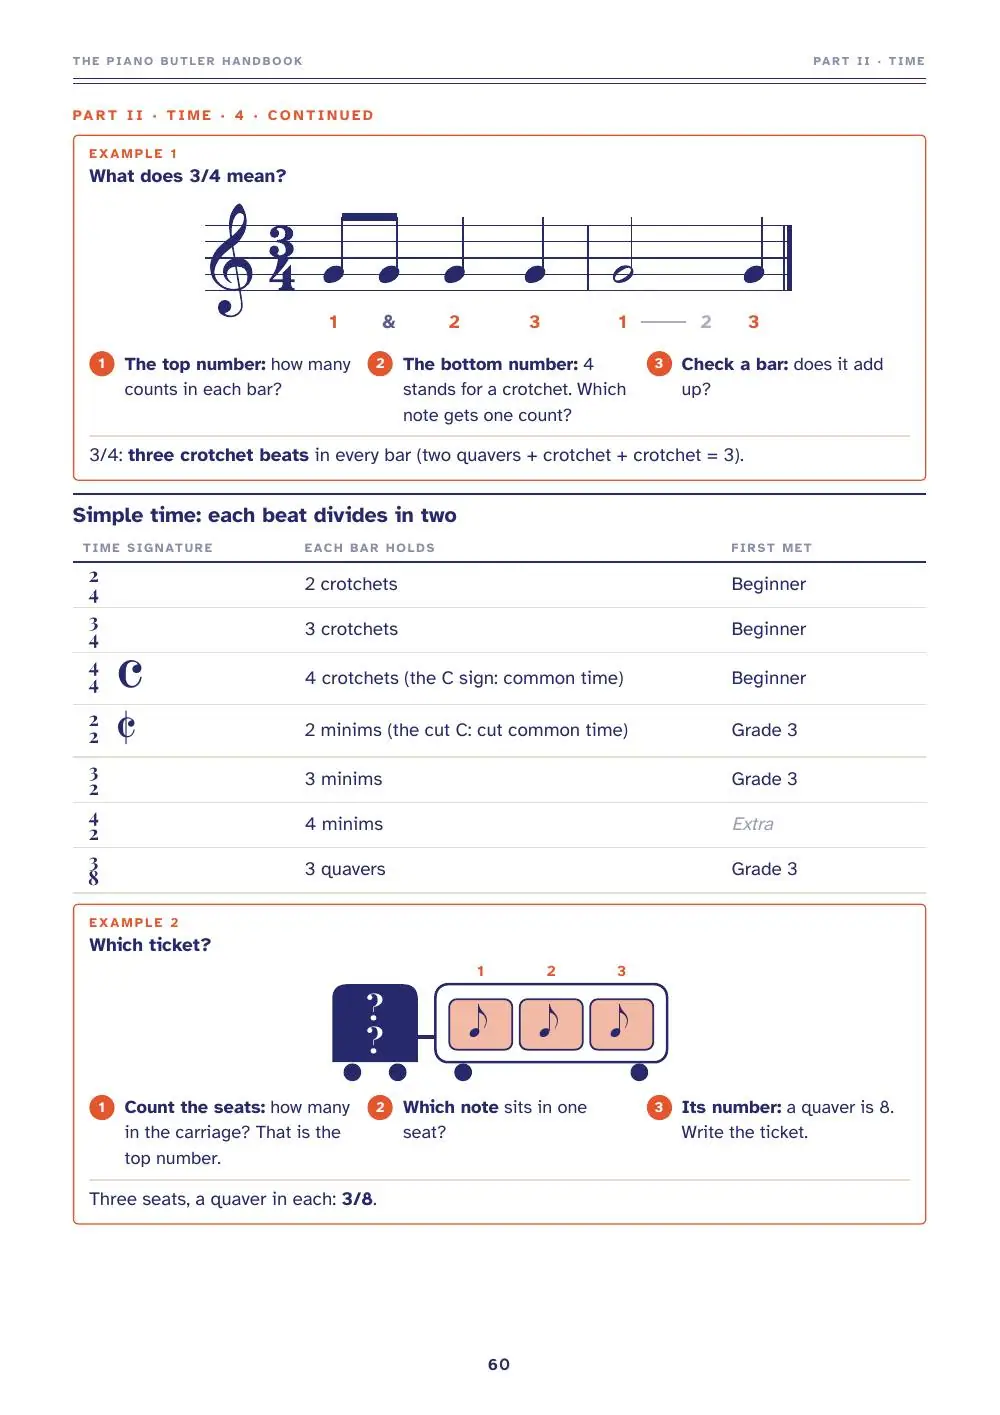 THE PIANO BUTLER HANDBOOK
PART II · TIME
PART II · TIME · 4 · CONTINUED
EXAMPLE 1
What does 3/4 mean?
3
4
1 & 2 3 1 2 3
1 The top number: how many
counts in each bar?
2 The bottom number: 4
stands for a crotchet. Which
note gets one count?
3 Check a bar: does it add
up?
3/4: three crotchet beats in every bar (two quavers + crotchet + crotchet = 3).
Simple time: each beat divides in two
TIME SIGNATURE EACH BAR HOLDS FIRST MET
2
4
2 crotchets Beginner
3
4
3 crotchets Beginner
4
4
C
4 crotchets (the C sign: common time) Beginner
2
2
¢
2 minims (the cut C: cut common time) Grade 3
3
2
3 minims Grade 3
4
2
4 minims Extra
3
8
3 quavers Grade 3
EXAMPLE 2
Which ticket?
1 2 3
?
?
1 Count the seats: how many
in the carriage? That is the
top number.
2 Which note sits in one
seat?
3 Its number: a quaver is 8.
Write the ticket.
Three seats, a quaver in each: 3/8.
60